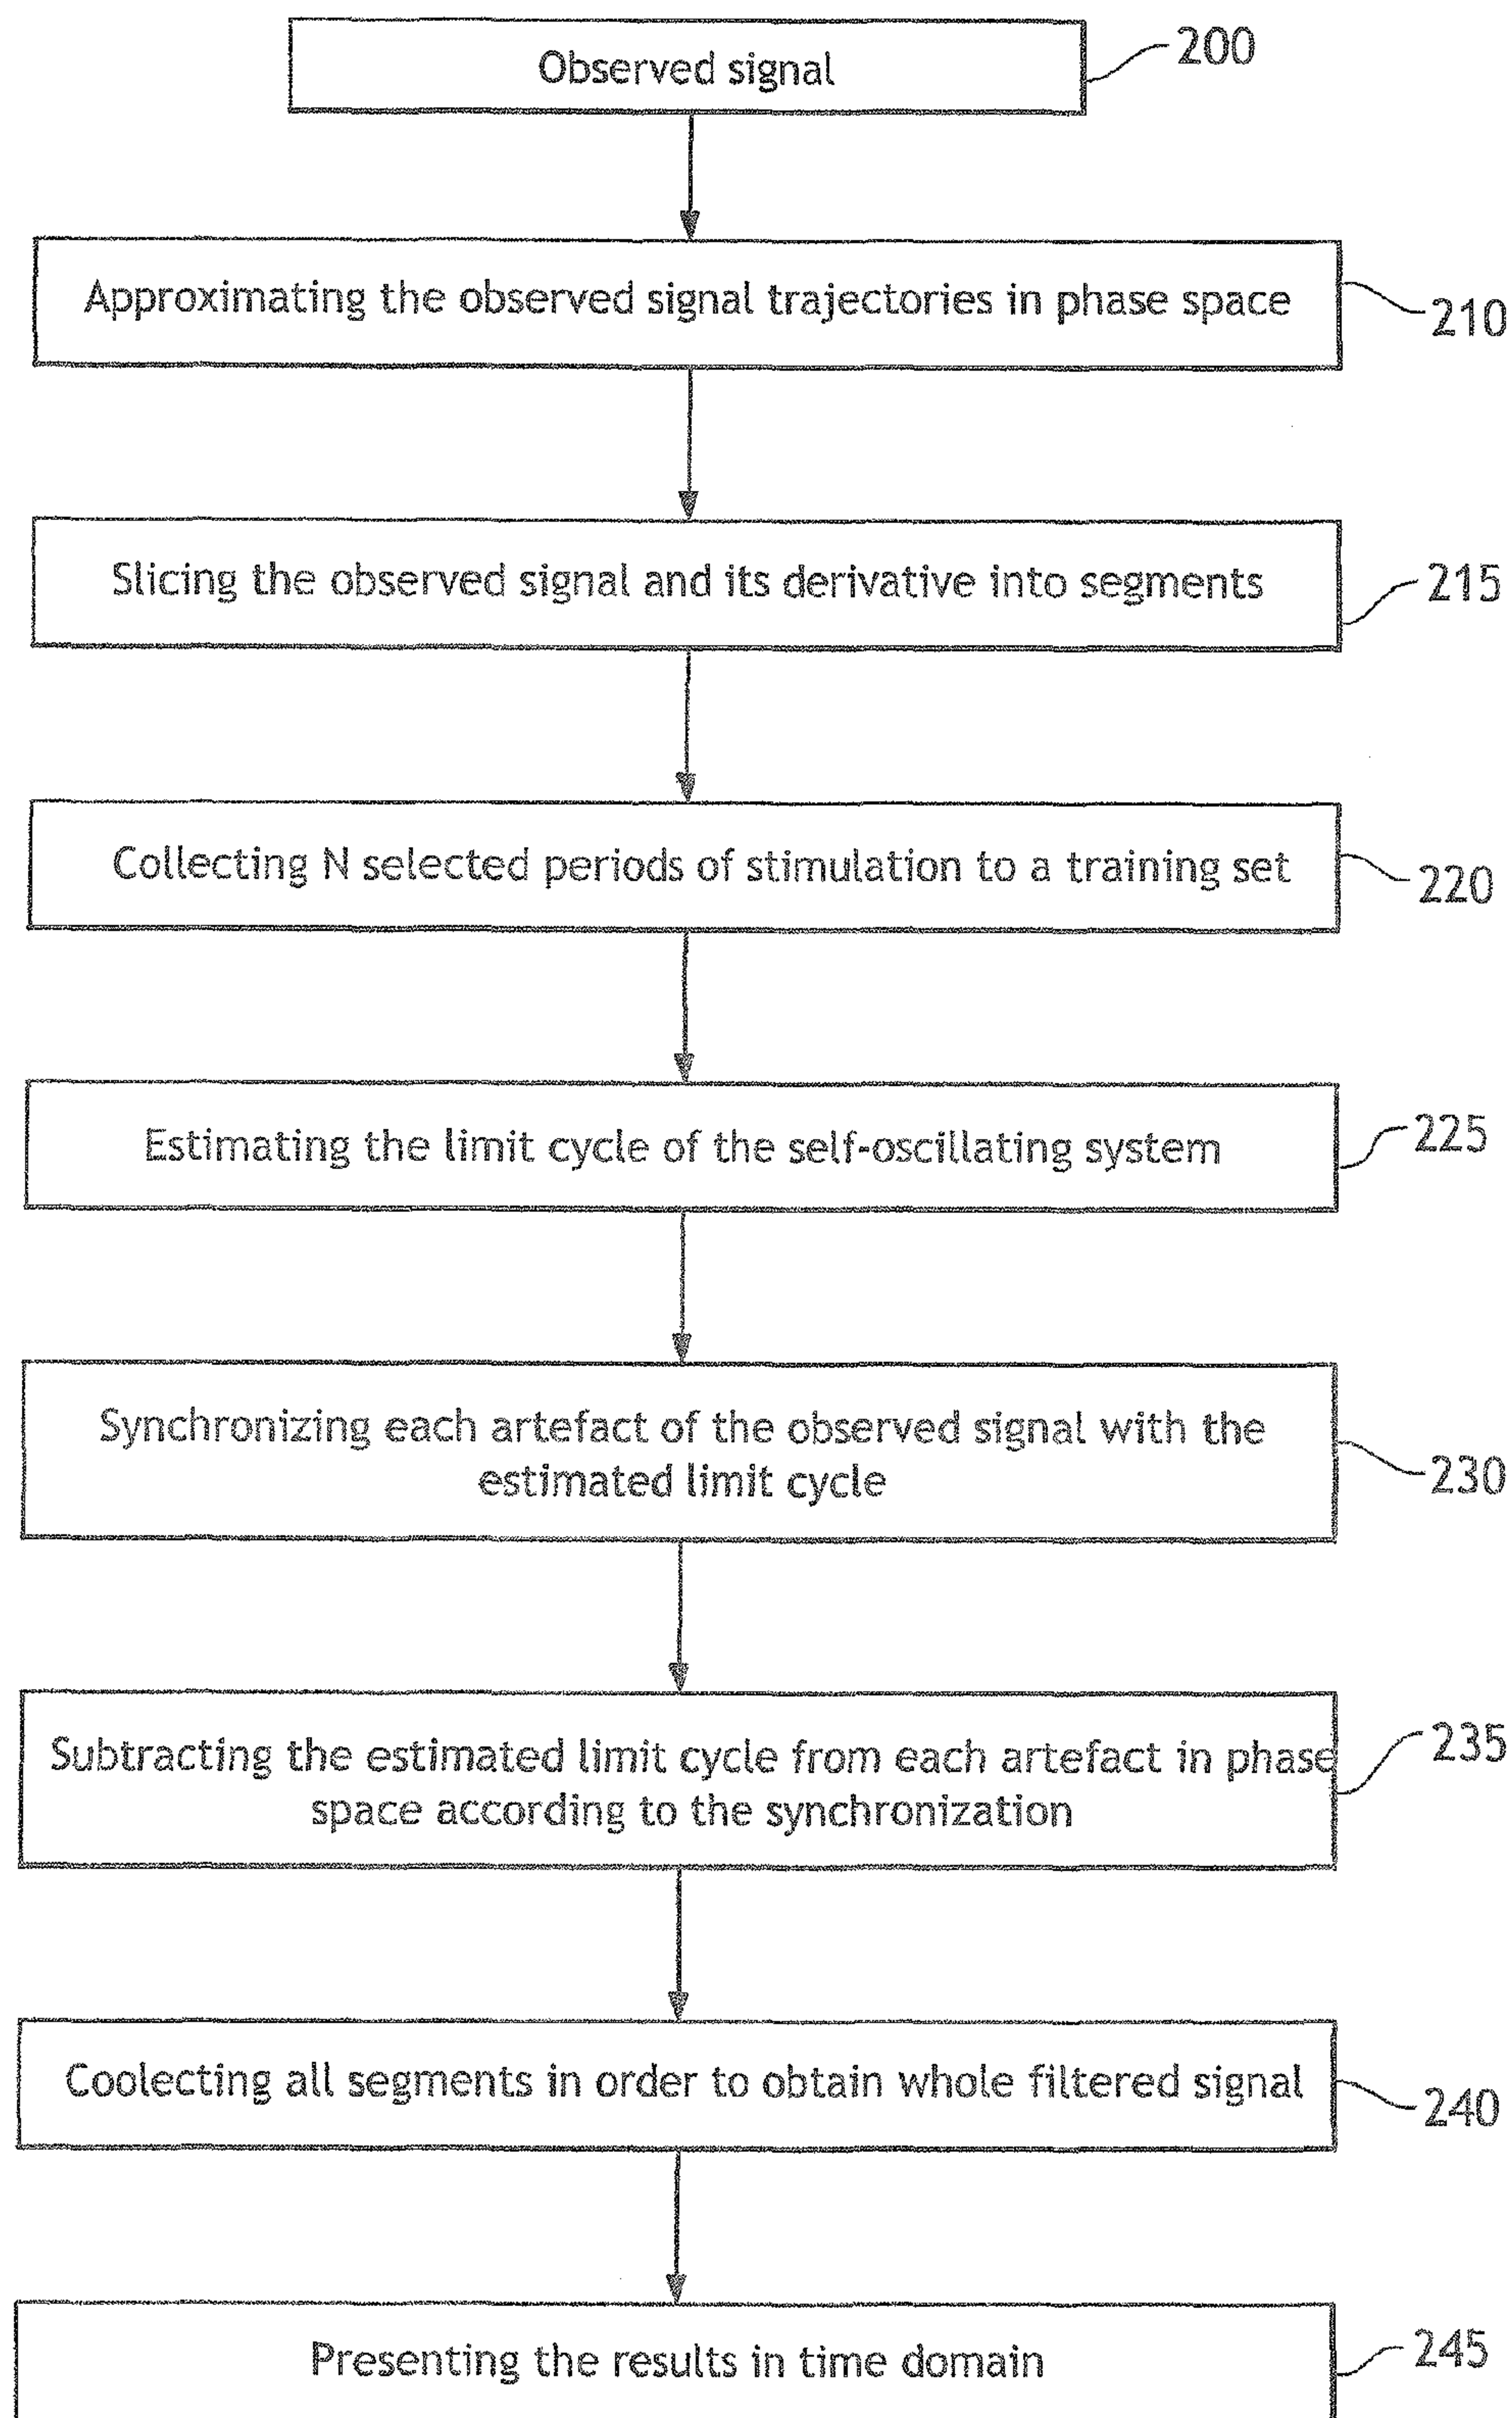 Observed signal
200
Approximating the observed signal trajectories in phase space
210
Slicing the observed signal and its derivative into segments
215
Collecting N selected periods of stimulation to a training set
220
Estimating the limit cycle of the self-oscillating system
225
Synchronizing each artefact of the observed signal with the
estimated limit cycle
230
Subtracting the estimated limit cycle from each artefact in phase
space according to the synchronization
235
Coolecting all segments in order to obtain whole filtered signal
240
Presenting the results in time domain
245